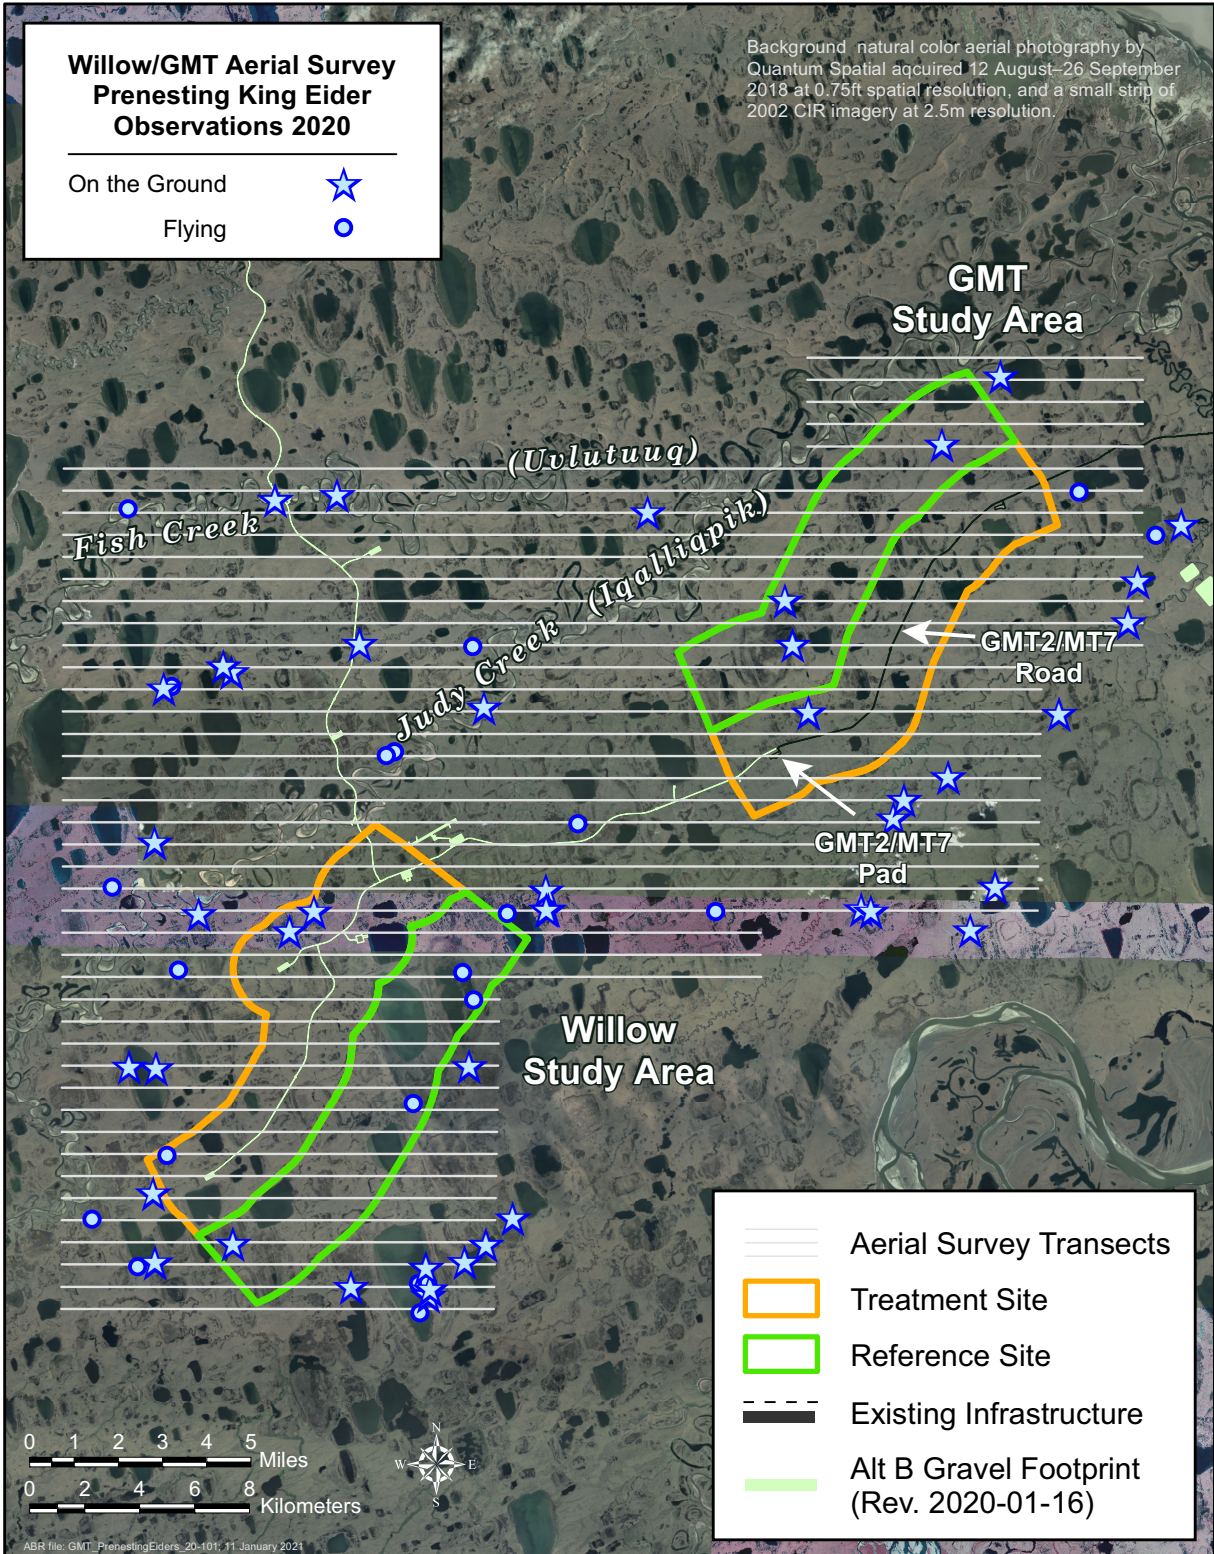 Willow/GMT Aerial Survey
Prenesting King Eider
Observations 2020
On the Ground
Flying
Background natural color aerial photography by
Quantum Spatial aqcuired 12 August–26 September
2018 at 0.75ft spatial resolution, and a small strip of
2002 CIR imagery at 2.5m resolution.
GMT
Study Area
(Uvlutuuq)
Fish Creek
Judy Creek (Iqalliqpik)
GMT2/MT7
Road
GMT2/MT7
Pad
Willow
Study Area
Aerial Survey Transects
Treatment Site
Reference Site
Existing Infrastructure
Alt B Gravel Footprint
(Rev. 2020-01-16)
0 1 2 3 4 5
Miles
0 2 4 6 8
Kilometers
N
W E
S
ABR file: GMT_PrenestingEiders_20-101; 11 January 2021